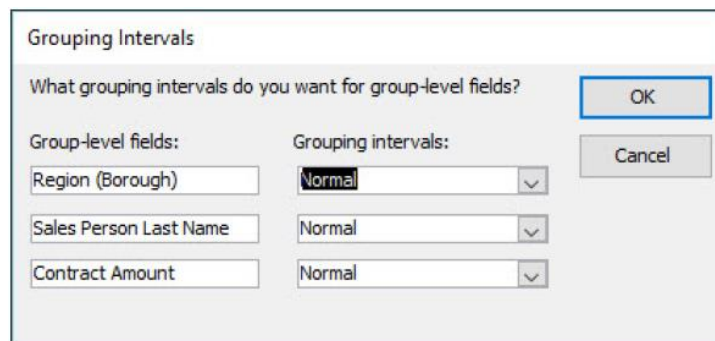 Grouping Intervals
What grouping intervals do you want for group-level fields?
OK
Group-level fields:
Grouping intervals:
Cancel
Region (Borough)
Normal
Sales Person Last Name
Normal
Contract Amount
Normal